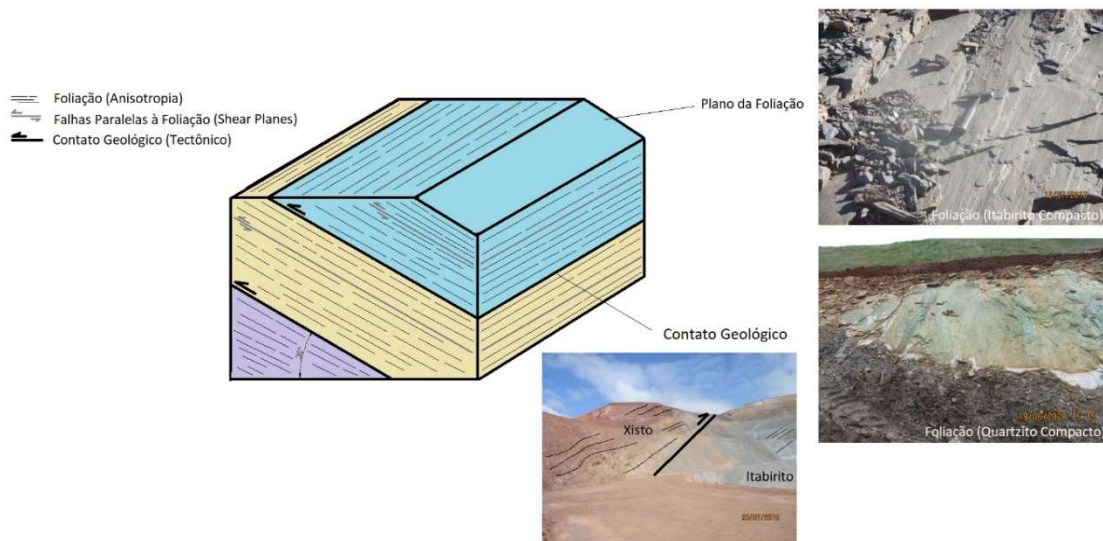 Foliação (Anisotropia)
Falhas Paralelas à Foliação (Shear Planes)
Contato Geológico (Tectônico)
Plano da Foliação
Contato Geológico
Xisto
Itabirito
Foliação (Itabirito Compacto)
Foliação (Quartzito Compacto)